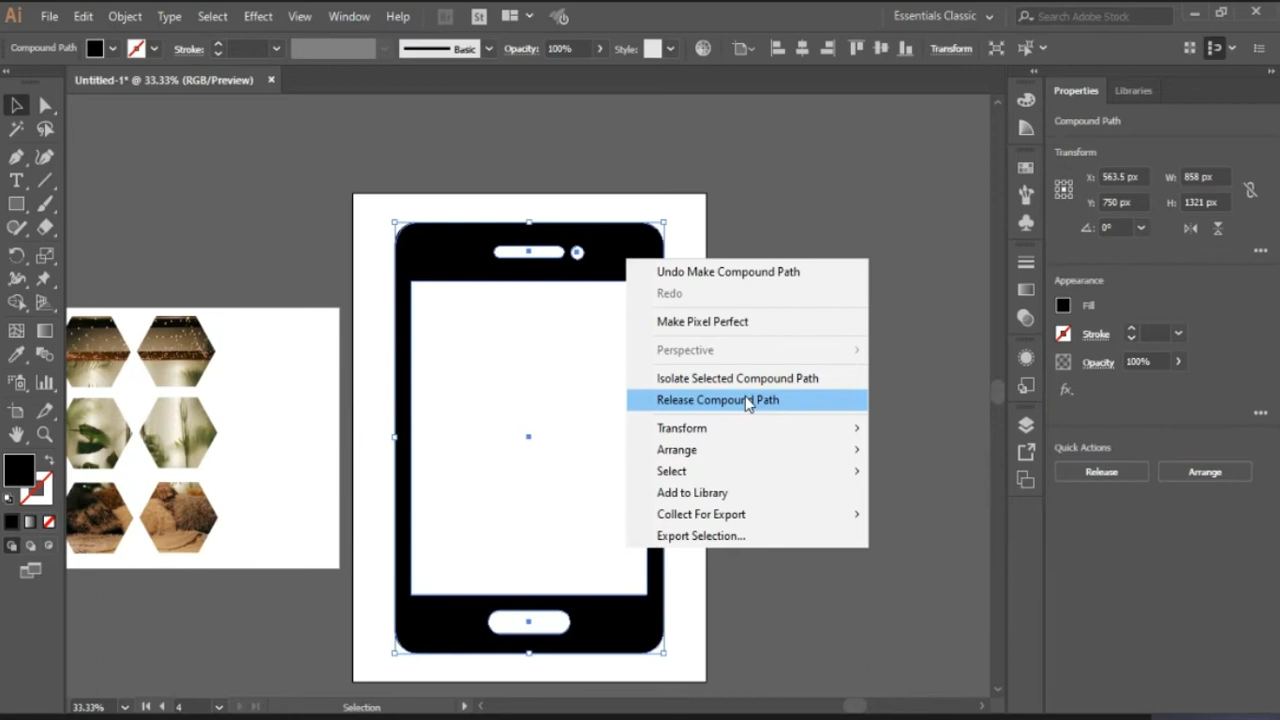 Ai File Edit Object Type Select Effect View Window Help Br St Essentials Classic Search Adobe Stock
Compound Path Stroke: Basic Opacity: 100% Style: Transform
Untitled-1* @ 33.33% (RGB/Preview)
Properties Libraries
Compound Path
Transform
X: 563.5 px W: 858 px
Y: 750 px H: 1321 px
0°
Appearance
Fill
Stroke
Opacity 100%
fx.
Quick Actions
Release Arrange
Undo Make Compound Path
Redo
Make Pixel Perfect
Perspective
Isolate Selected Compound Path
Release Compound Path
Transform
Arrange
Select
Add to Library
Collect For Export
Export Selection...
33.33% 4 Selection